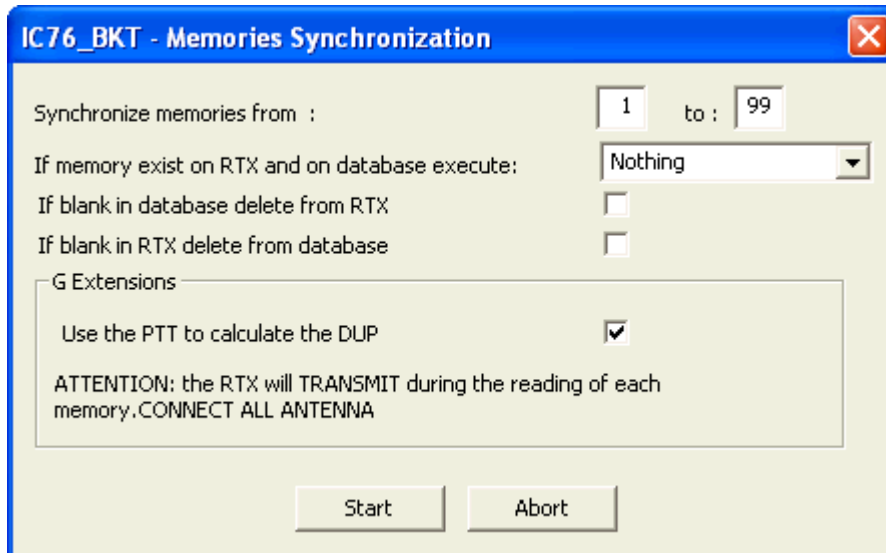 IC76_BKT - Memories Synchronization
Synchronize memories from : 1 to : 99
If memory exist on RTX and on database execute: Nothing
If blank in database delete from RTX
If blank in RTX delete from database
G Extensions
Use the PTT to calculate the DUP
ATTENTION: the RTX will TRANSMIT during the reading of each
memory.CONNECT ALL ANTENNA
Start Abort